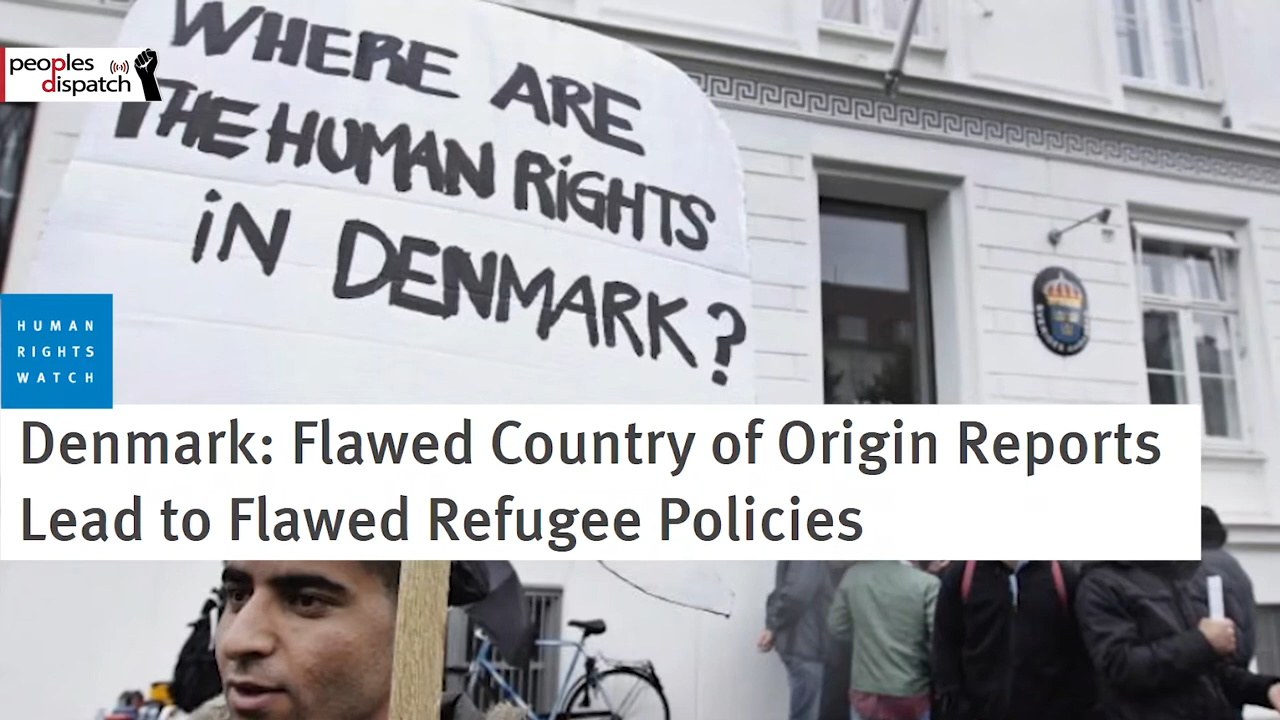 WHERE ARE
THE HUMAN RIGHTS
iN DENMARK?
peoples
dispatch
HUMAN
RIGHTS
WATCH
Denmark: Flawed Country of Origin Reports
Lead to Flawed Refugee Policies